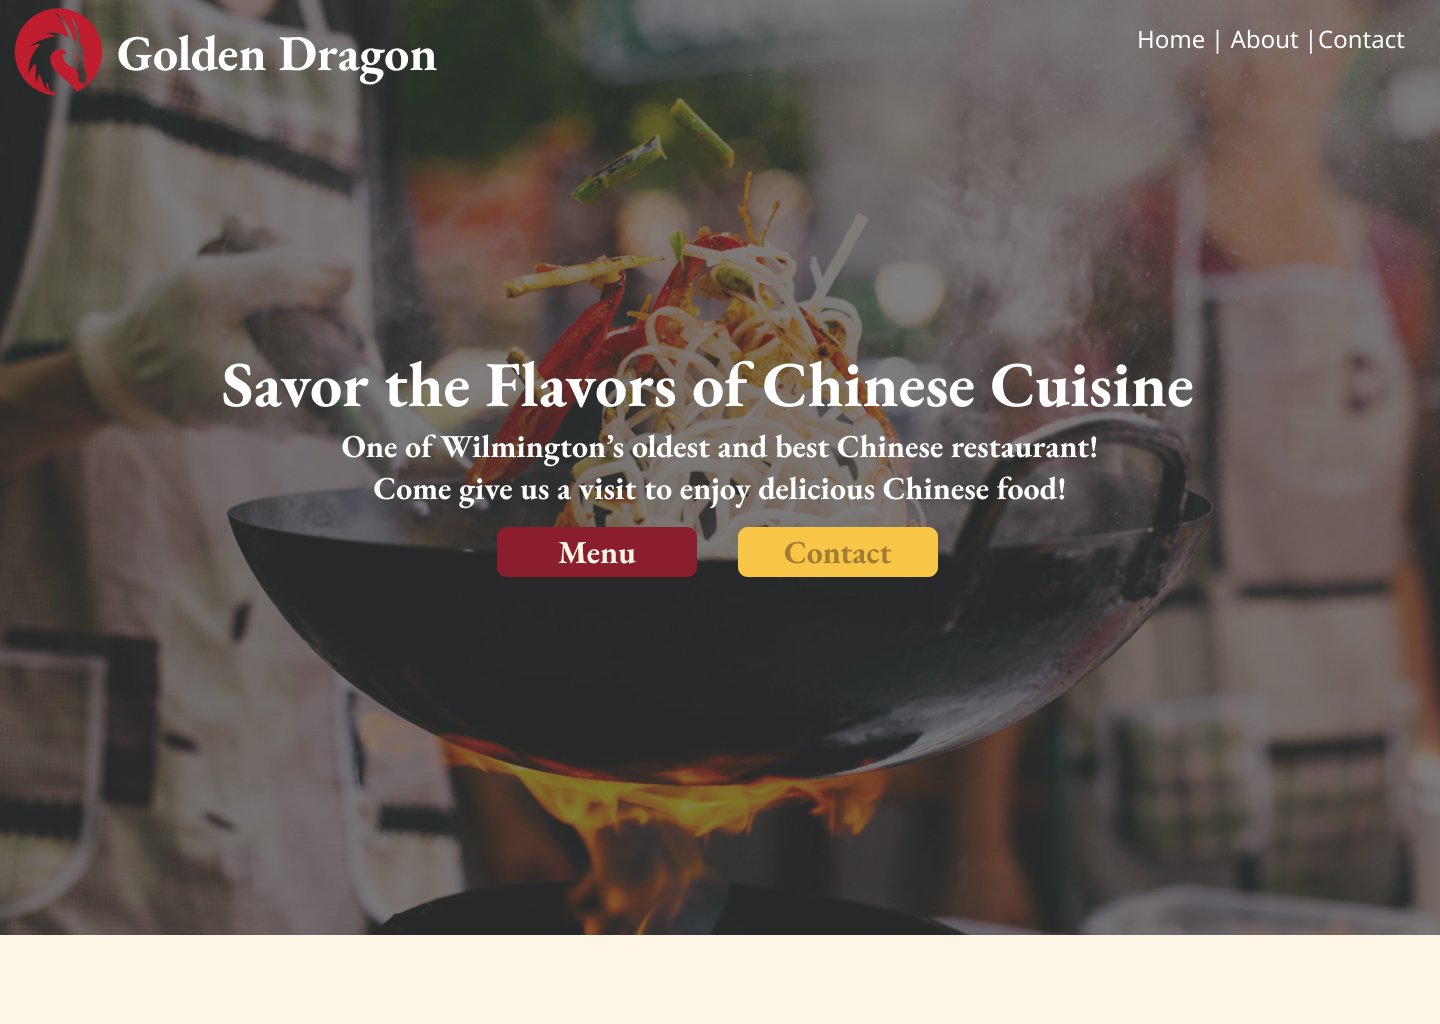 Golden Dragon
Home | About |Contact
Savor the Flavors of Chinese Cuisine
One of Wilmington’s oldest and best Chinese restaurant!
Come give us a visit to enjoy delicious Chinese food!
Menu
Contact